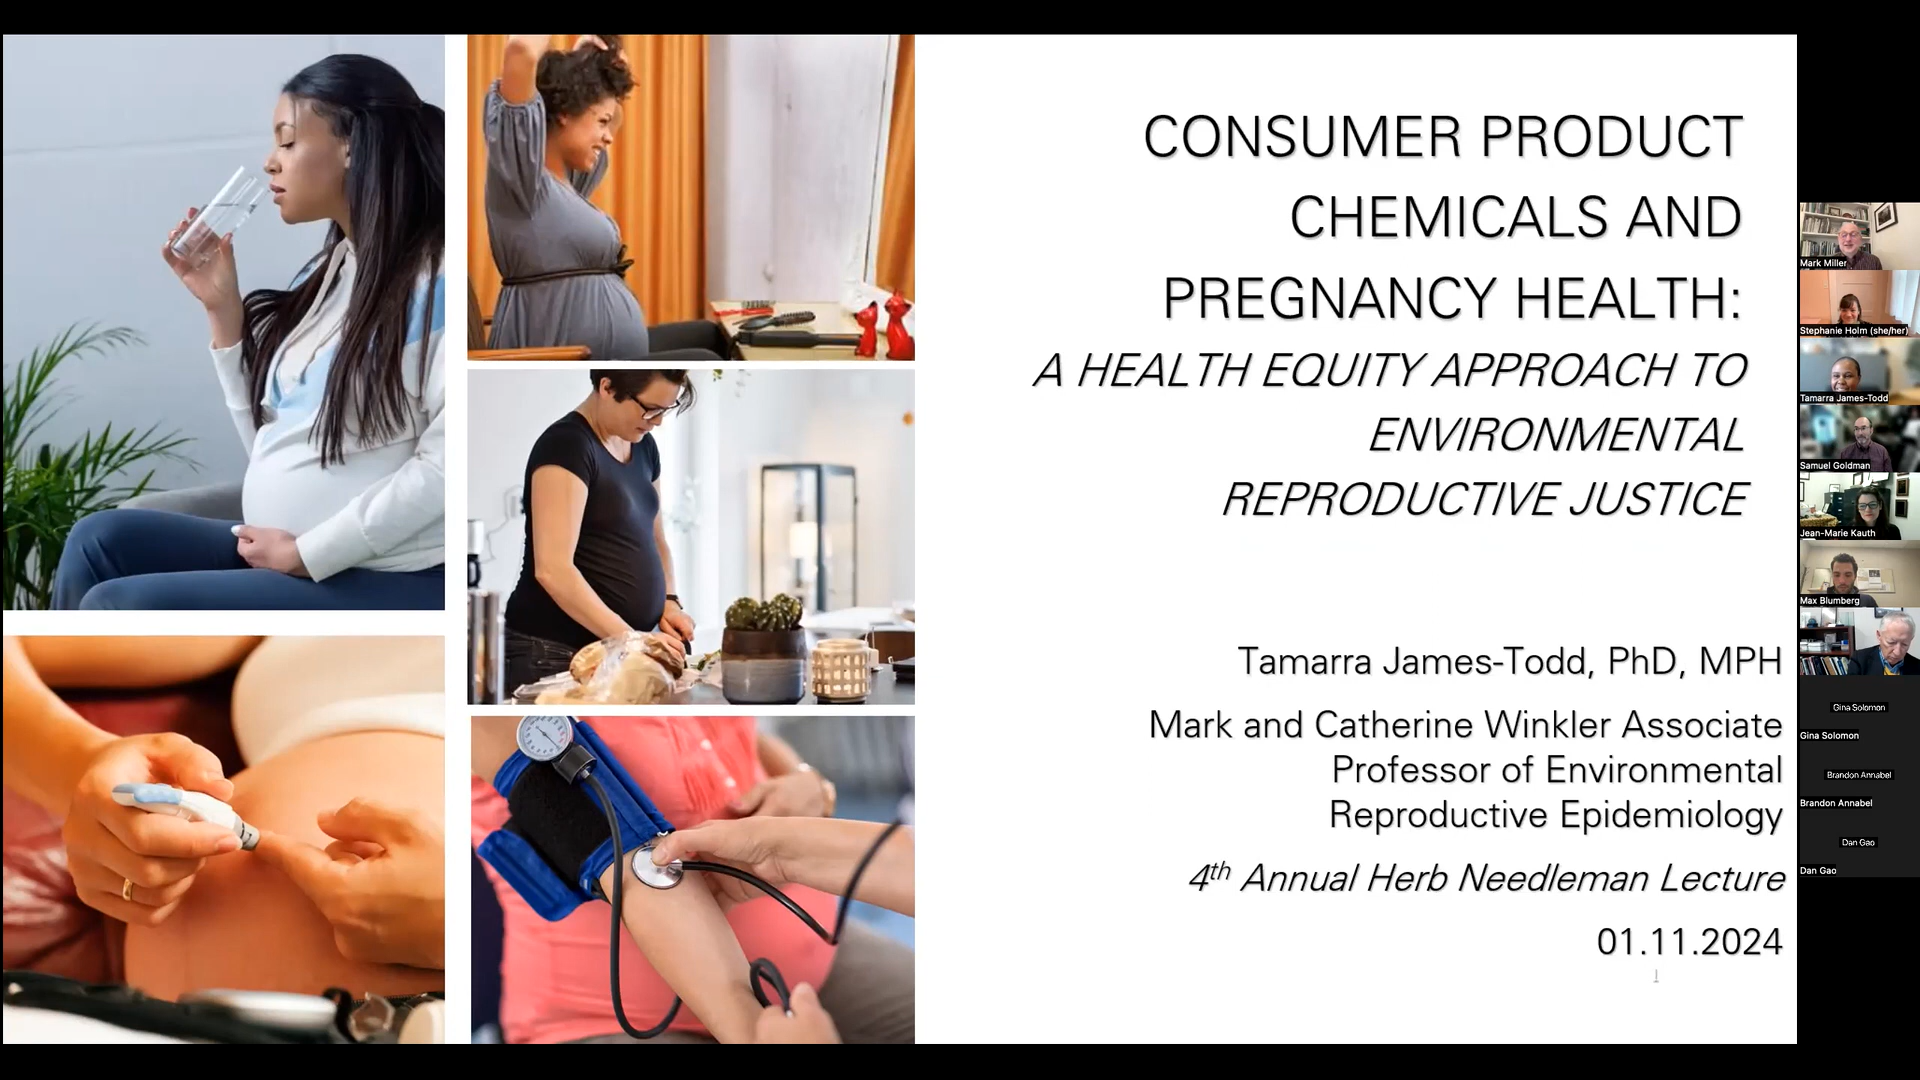 CONSUMER PRODUCT
CHEMICALS AND
PREGNANCY HEALTH:
A HEALTH EQUITY APPROACH TO
ENVIRONMENTAL
REPRODUCTIVE JUSTICE
Tamarra James-Todd, PhD, MPH
Mark and Catherine Winkler Associate
Professor of Environmental
Reproductive Epidemiology
4th Annual Herb Needleman Lecture
01.11.2024
1
Mark Miller
Stephanie Holm (she/her)
Tamarra James-Todd
Samuel Goldman
Jean-Marie Kauth
Max Blumberg
Gina Solomon
Gina Solomon
Brandon Annabel
Brandon Annabel
Dan Gao
Dan Gao